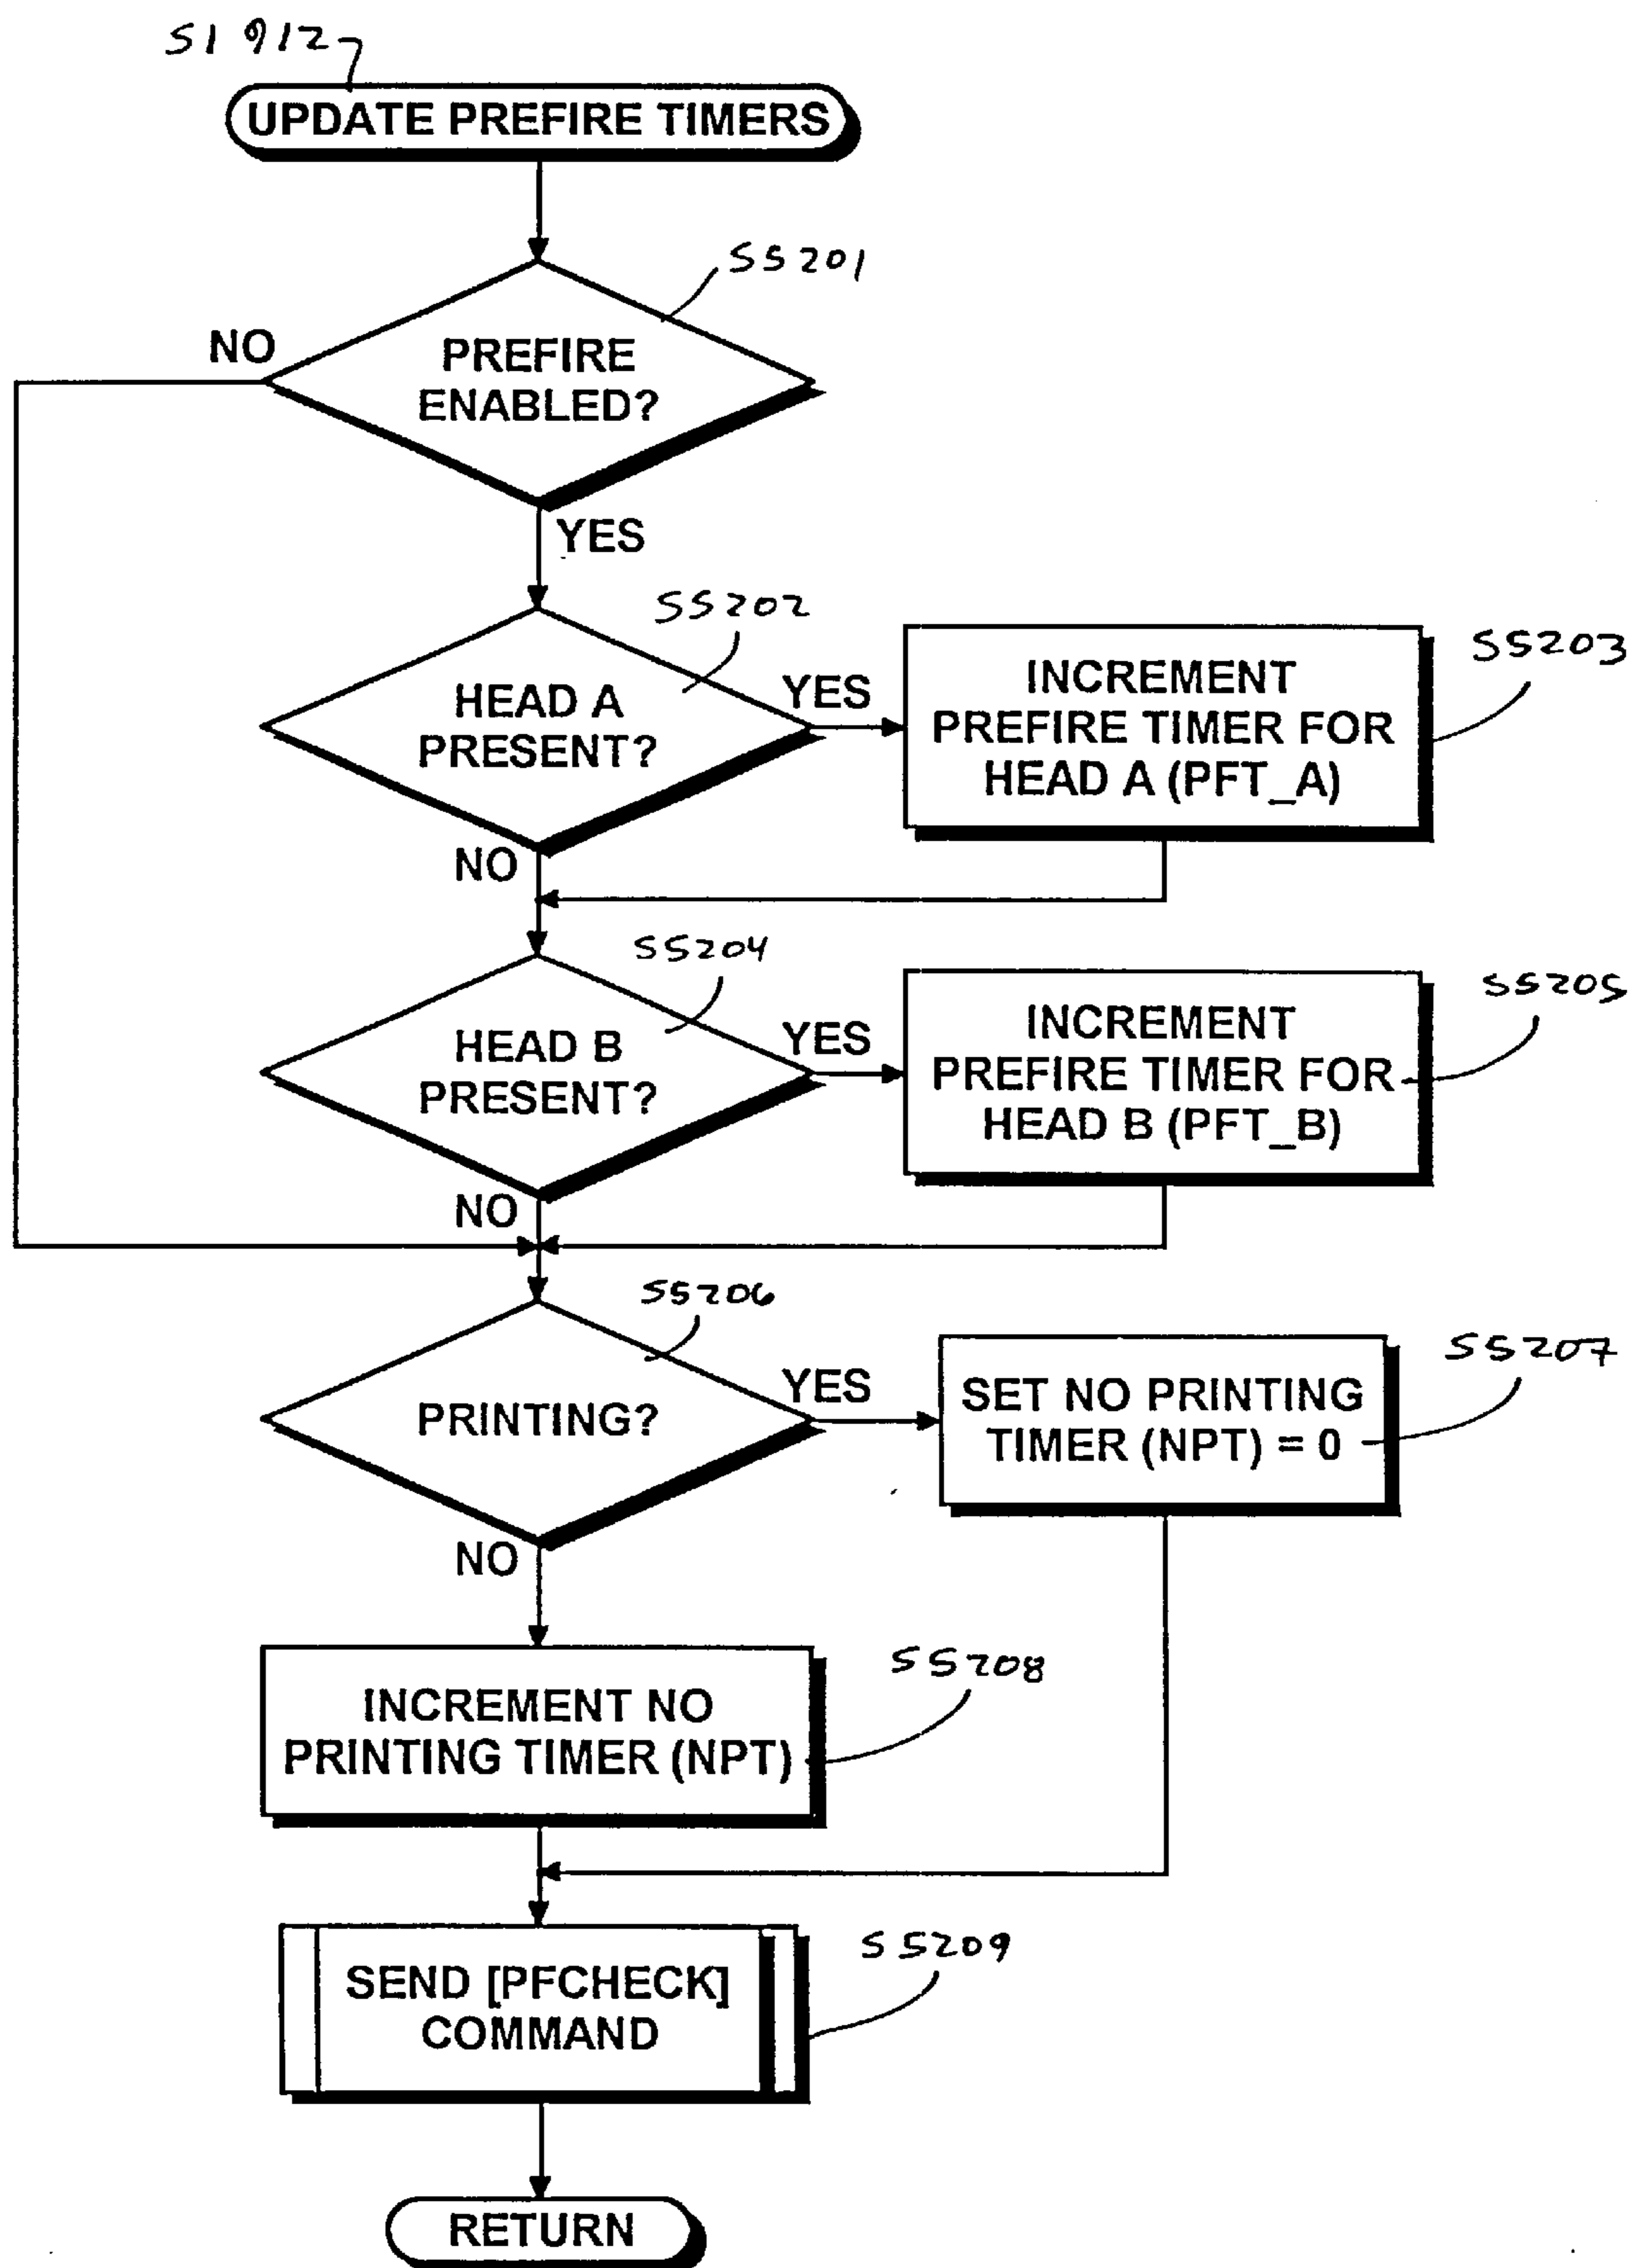 S1912
UPDATE PREFIRE TIMERS
S5201
NO
PREFIRE
ENABLED?
YES
S5202
HEAD A
PRESENT?
YES
INCREMENT
PREFIRE TIMER FOR
HEAD A (PFT_A)
S5203
NO
S5204
HEAD B
PRESENT?
YES
INCREMENT
PREFIRE TIMER FOR
HEAD B (PFT_B)
S5205
NO
S5206
PRINTING?
YES
SET NO PRINTING
TIMER (NPT) = 0
S5207
NO
INCREMENT NO
PRINTING TIMER (NPT)
S5208
SEND [PFCHECK]
COMMAND
S5209
RETURN